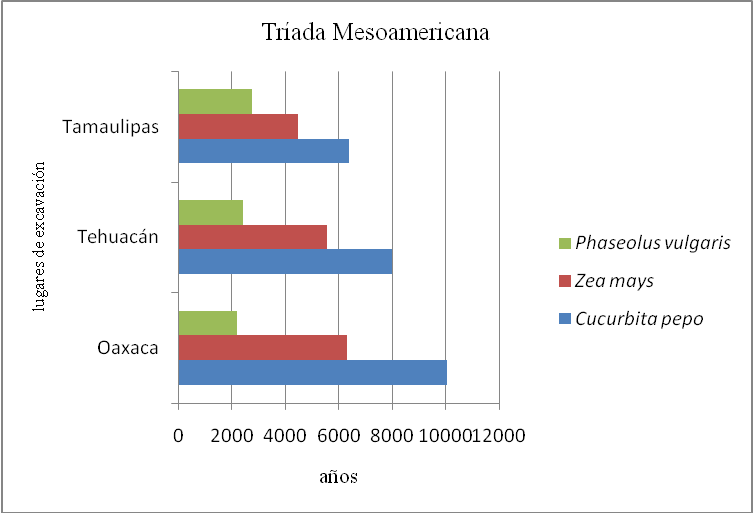 Tríada Mesoamericana
lugares de excavación
Tamaulipas
Tehuacán
Oaxaca
0 2000 4000 6000 8000 10000 12000
años
Phaseolus vulgaris
Zea mays
Cucurbita pepo